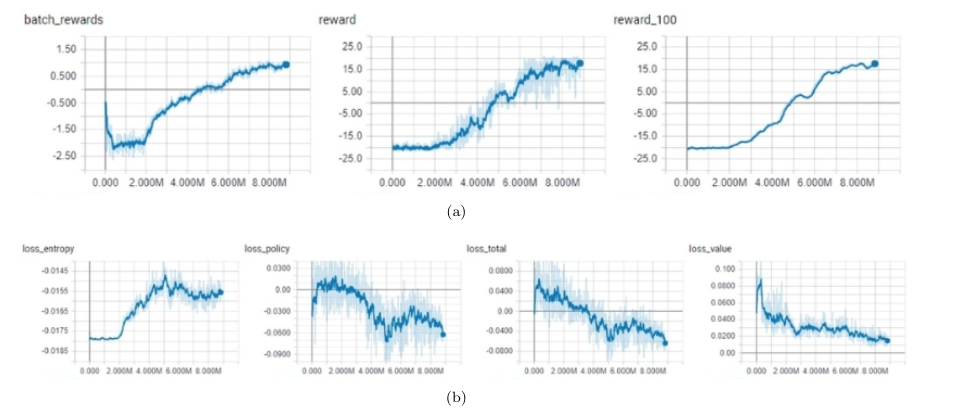 batch_rewards
reward
reward_100
1.50
0.500
-0.500
-1.50
-2.50
0.000 2.000M 4.000M 6.000M 8.000M
25.0
15.0
5.00
-5.00
-15.0
-25.0
0.000 2.000M 4.000M 6.000M 8.000M
25.0
15.0
5.00
-5.00
-15.0
-25.0
0.000 2.000M 4.000M 6.000M 8.000M
(a)
loss_entropy
loss_policy
loss_total
loss_value
-0.0145
-0.0155
-0.0165
-0.0175
-0.0185
0.000 2.000M 4.000M 6.000M 8.000M
0.0300
0.00
-0.0300
-0.0600
-0.0900
0.000 2.000M 4.000M 6.000M 8.000M
0.0800
0.0400
0.00
-0.0400
-0.0800
0.000 2.000M 4.000M 6.000M 8.000M
0.100
0.0800
0.0600
0.0400
0.0200
0.00
0.000 2.000M 4.000M 6.000M 8.000M
(b)